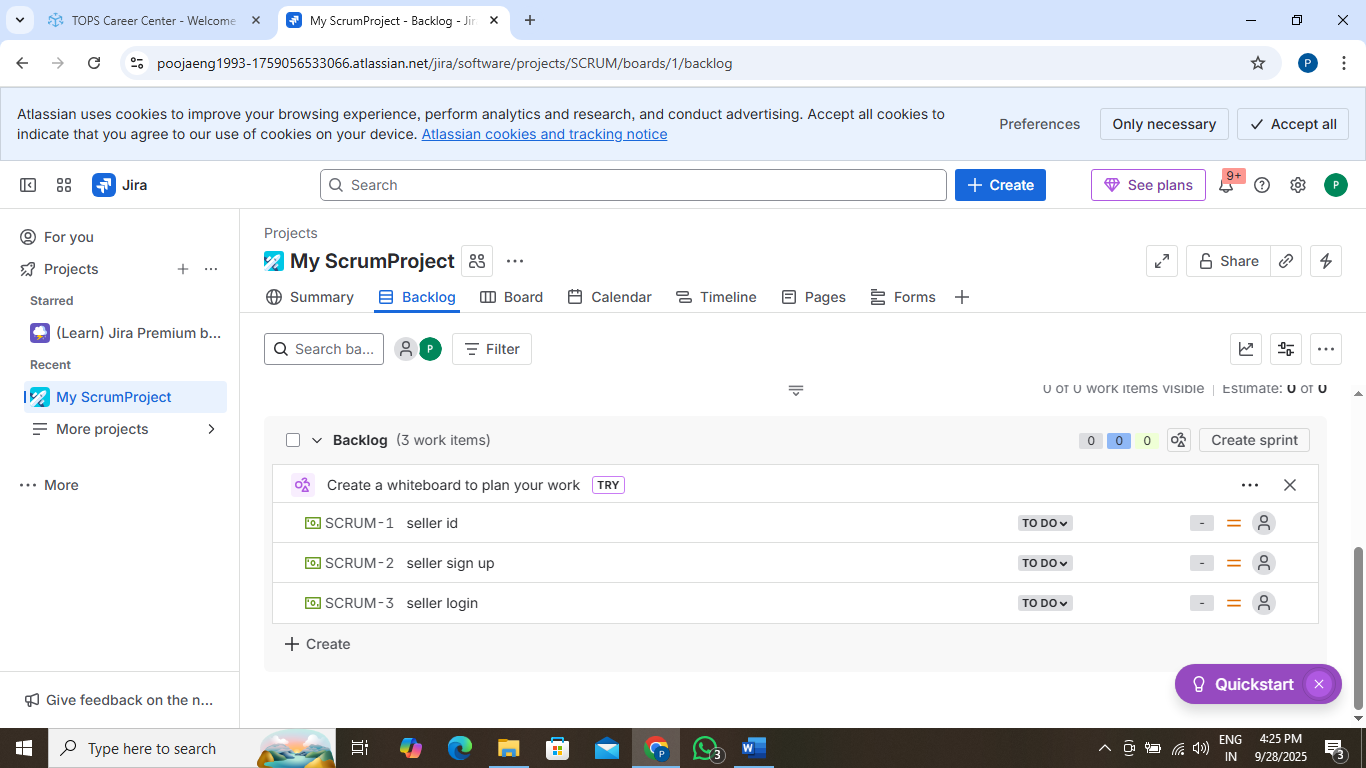 TOPS Career Center - Welcome
My ScrumProject - Backlog - Jir
poojaeng1993-1759056533066.atlassian.net/jira/software/projects/SCRUM/boards/1/backlog
P
Atlassian uses cookies to improve your browsing experience, perform analytics and research, and conduct advertising. Accept all cookies to
indicate that you agree to our use of cookies on your device. Atlassian cookies and tracking notice
Preferences
Only necessary
Accept all
Jira
Search
Create
See plans
9+
P
For you
Projects
Starred
(Learn) Jira Premium b...
Recent
My ScrumProject
More projects
More
Give feedback on the n...
Projects
My ScrumProject
Share
Summary
Backlog
Board
Calendar
Timeline
Pages
Forms
Search ba...
P
Filter
0 of 0 work items visible
Estimate: 0 of 0
Backlog (3 work items)
0 0 0
Create sprint
Create a whiteboard to plan your work TRY
SCRUM-1 seller id TO DO -
SCRUM-2 seller sign up TO DO -
SCRUM-3 seller login TO DO -
Create
Quickstart
Type here to search
P
3
W
ENG
IN
4:25 PM
9/28/2025
3